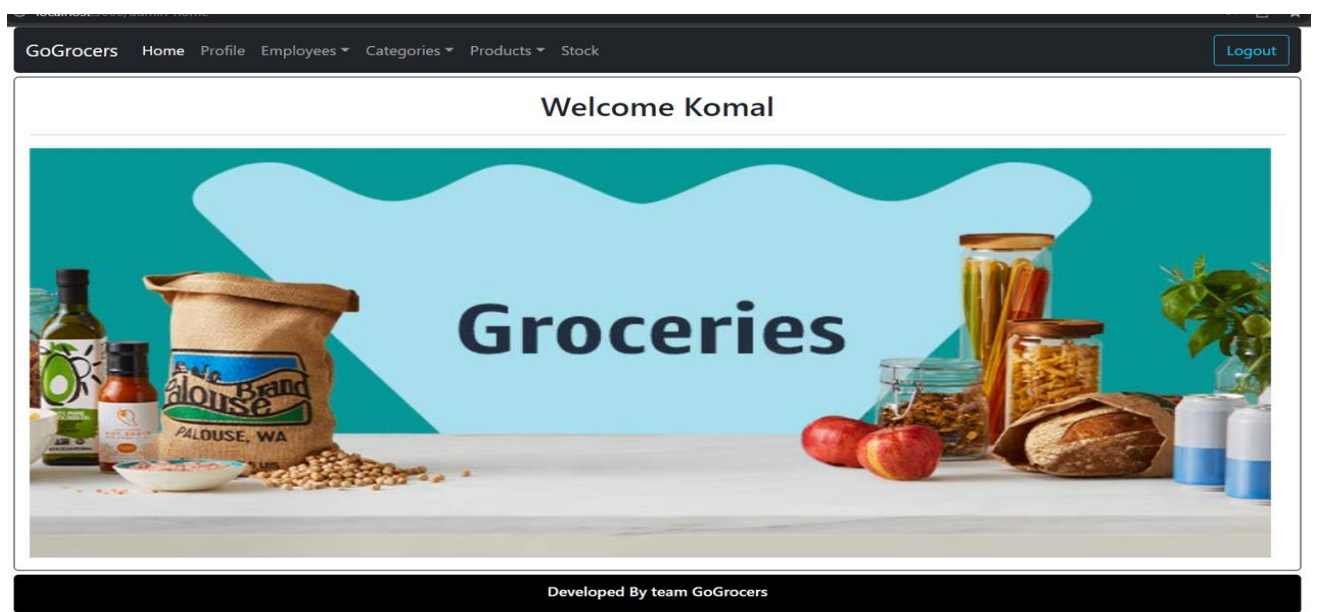 GoGrocers Home Profile Employees Categories Products Stock Logout
Welcome Komal
Groceries
Palouse
Brand
PALOUSE, WA
Developed By team GoGrocers